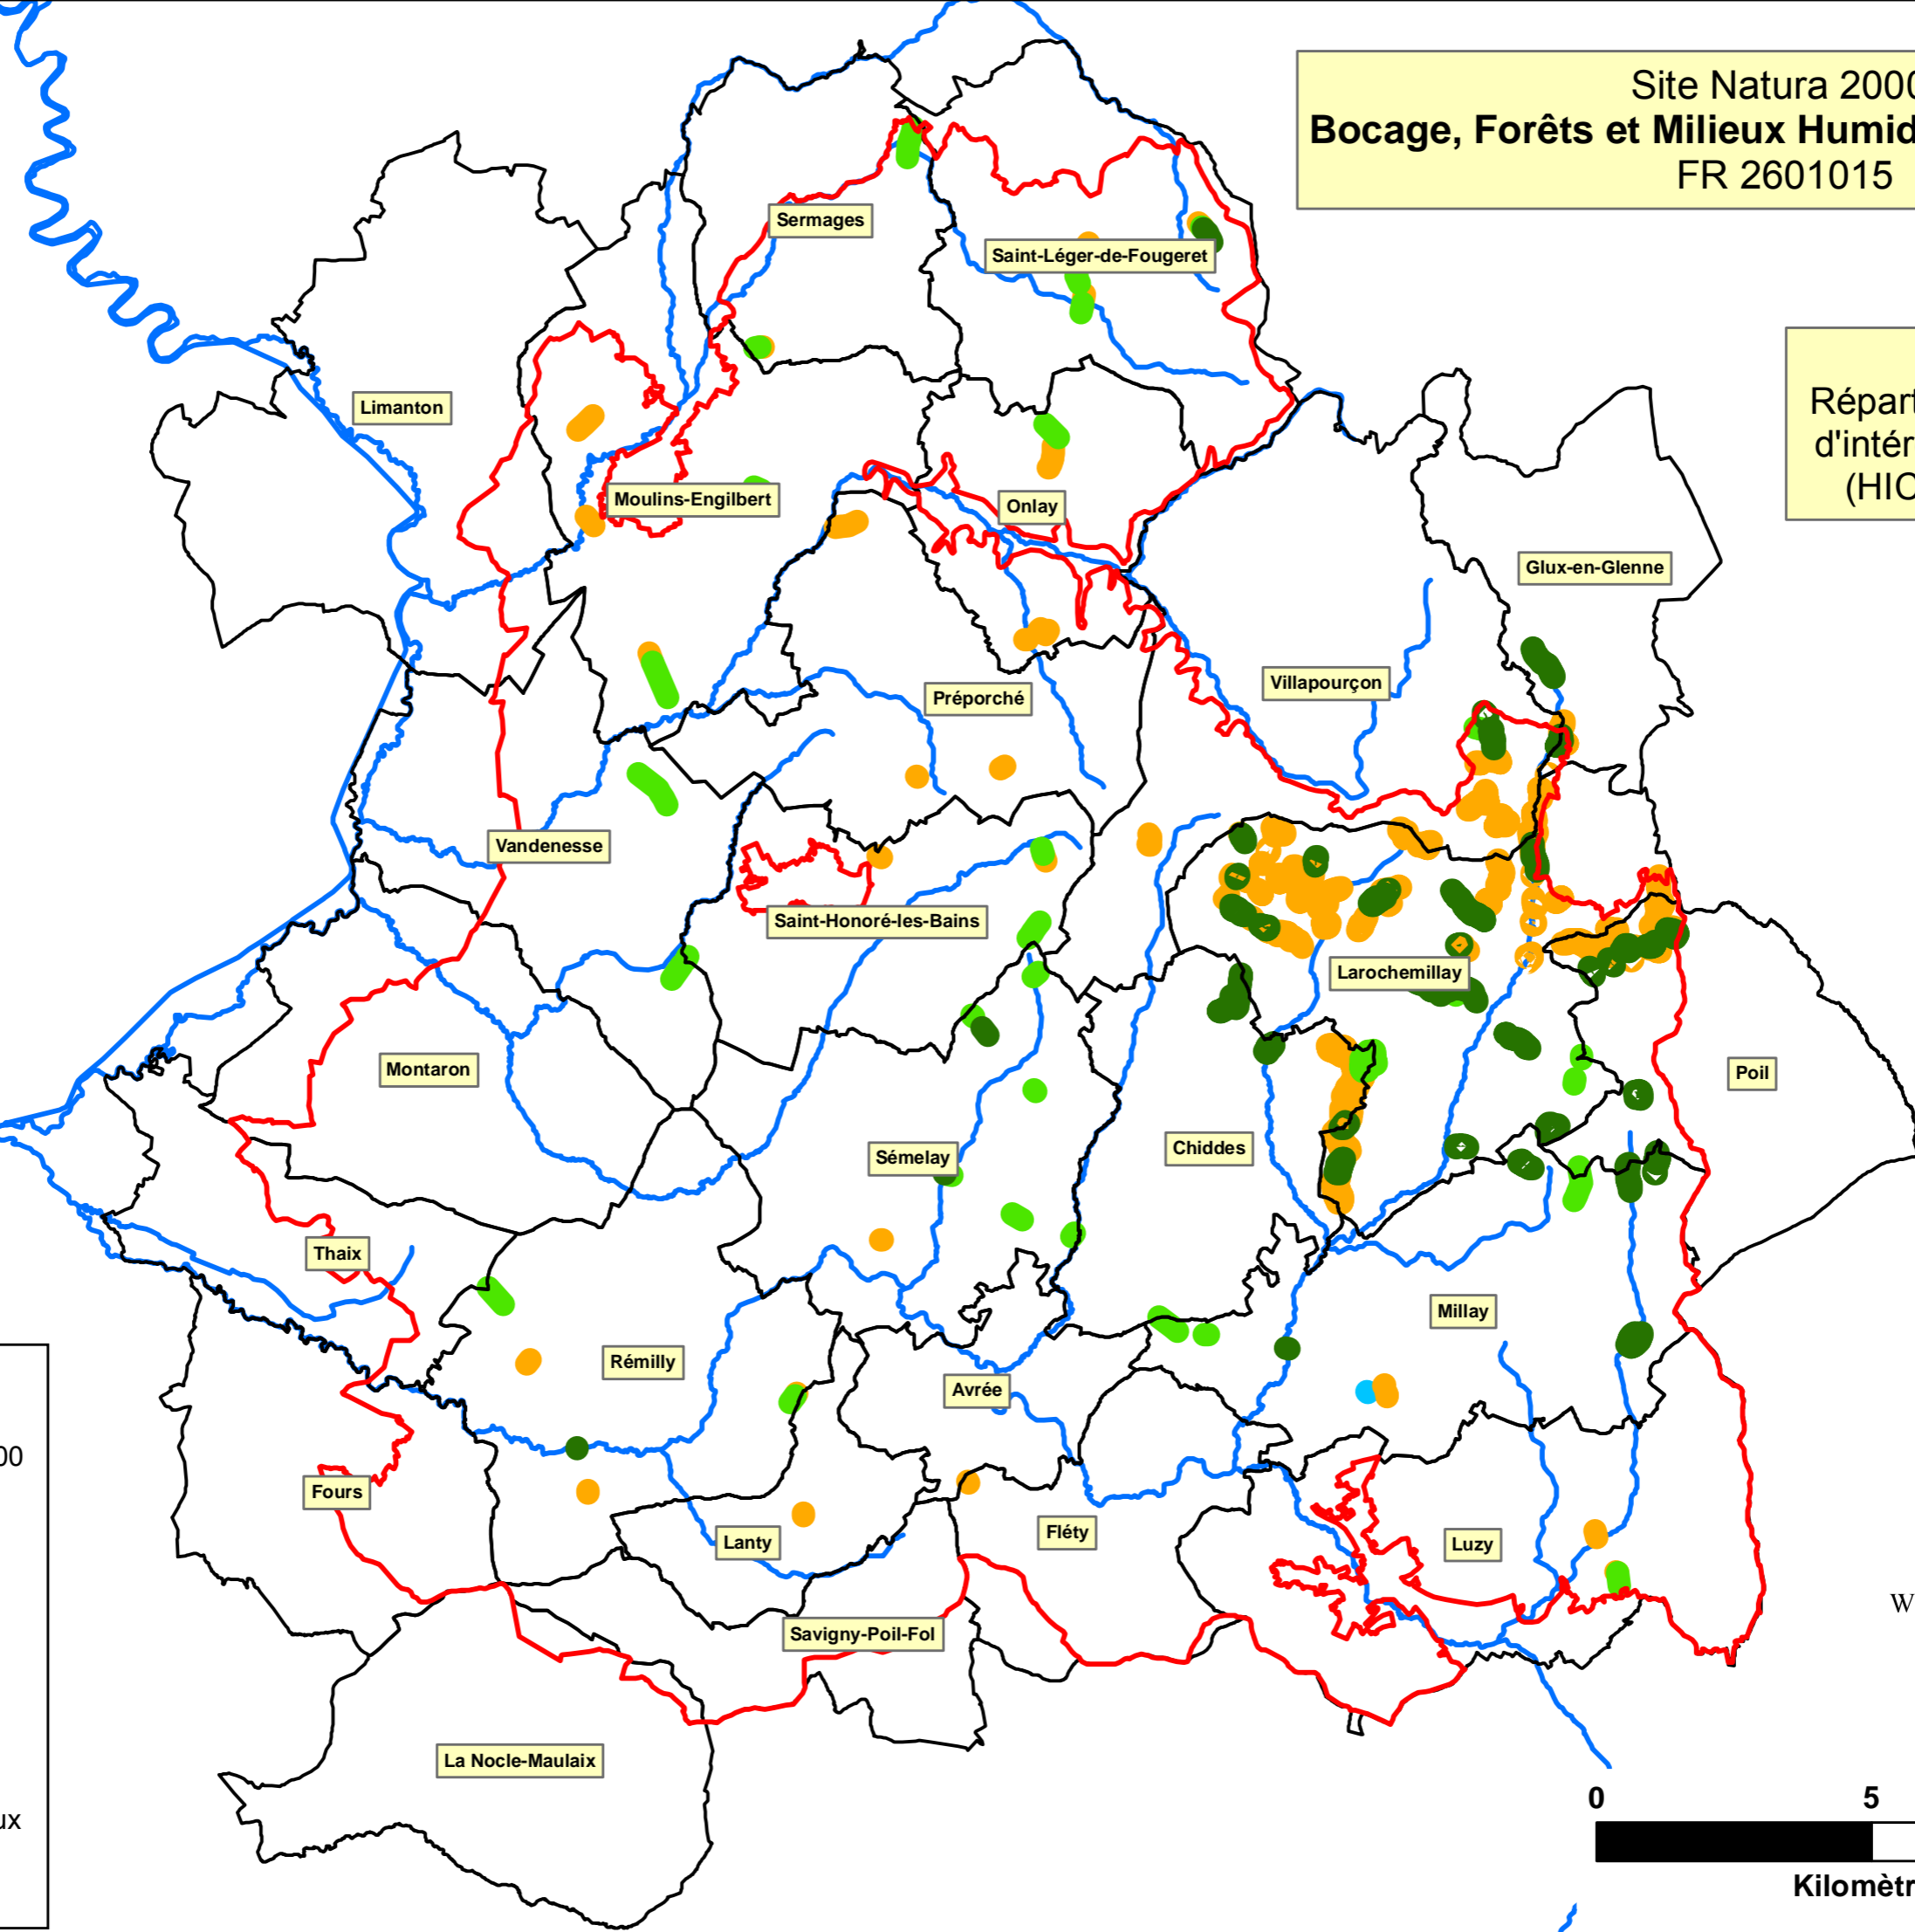 Site Natura 2000
Bocage, Forêts et Milieux Humid
FR 2601015
Sermages
Saint-Léger-de-Fougeret
Répart
d'intér
(HIC
Limanton
Moulins-Engilbert
Onlay
Glux-en-Glenne
Villapourçon
Préporché
Vandenesse
Saint-Honoré-les-Bains
Larochemillay
Montaron
Poil
Chiddes
Sémelay
Thaix
Millay
Rémilly
Avrée
00
Fours
Lanty
Fléty
Luzy
W
Savigny-Poil-Fol
La Nocle-Maulaix
0 5
ux
Kilomètr